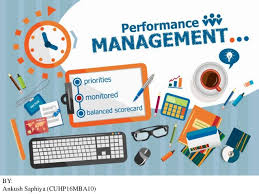 Performance
MANAGEMENT...
priorities
monitored
balanced scorecard
BY:
Ankush Saphiya (CUHP16MBA10)